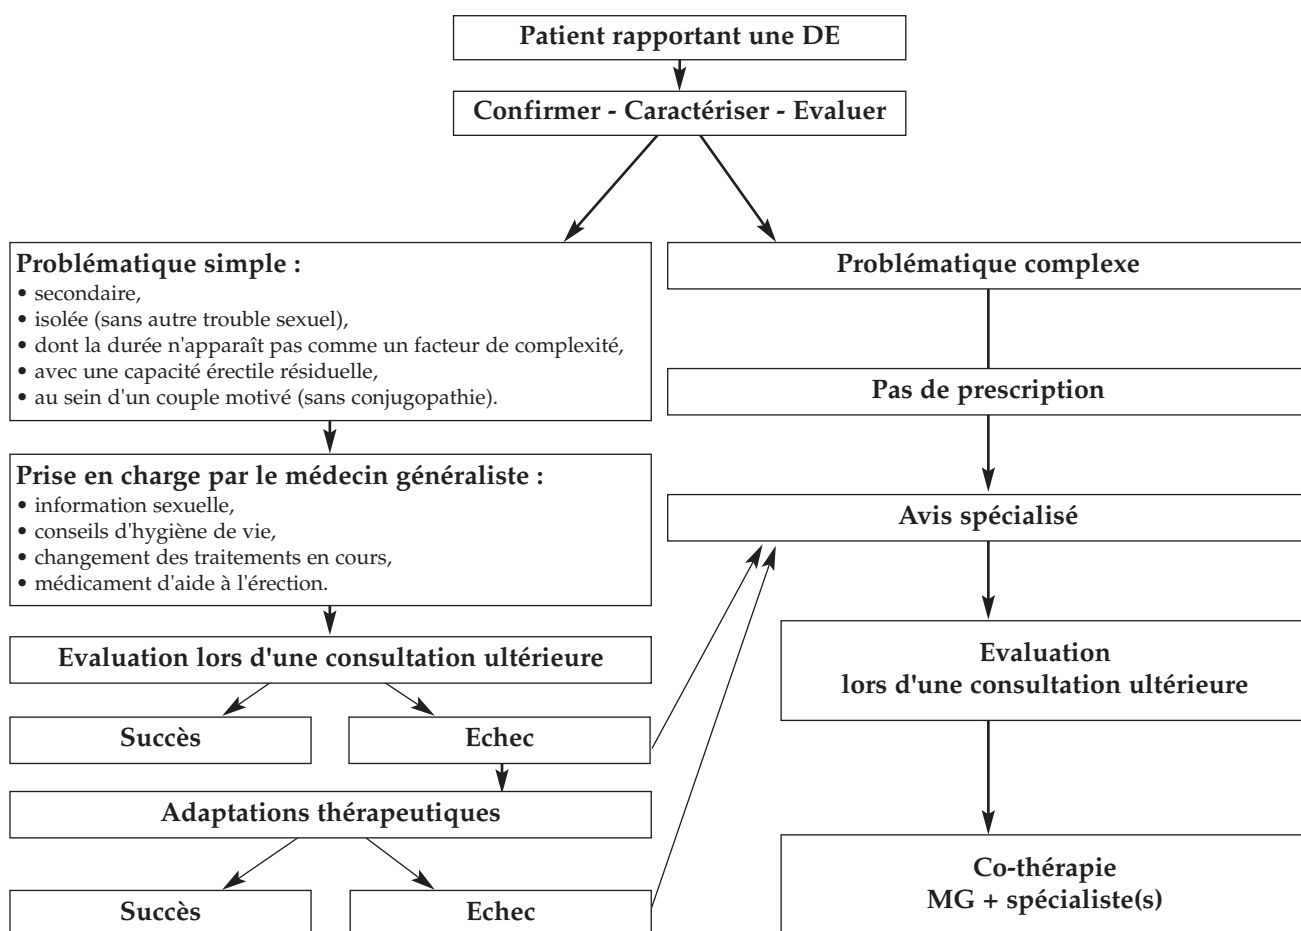 Patient rapportant une DE
Confirmer - Caractériser - Evaluer
Problématique simple :
• secondaire,
• isolée (sans autre trouble sexuel),
• dont la durée n'apparaît pas comme un facteur de complexité,
• avec une capacité érectile résiduelle,
• au sein d'un couple motivé (sans conjugopathie).
Prise en charge par le médecin généraliste :
• information sexuelle,
• conseils d'hygiène de vie,
• changement des traitements en cours,
• médicament d'aide à l'érection.
Evaluation lors d'une consultation ultérieure
Succès
Echec
Adaptations thérapeutiques
Succès
Echec
Problématique complexe
Pas de prescription
Avis spécialisé
Evaluation
lors d'une consultation ultérieure
Co-thérapie
MG + spécialiste(s)